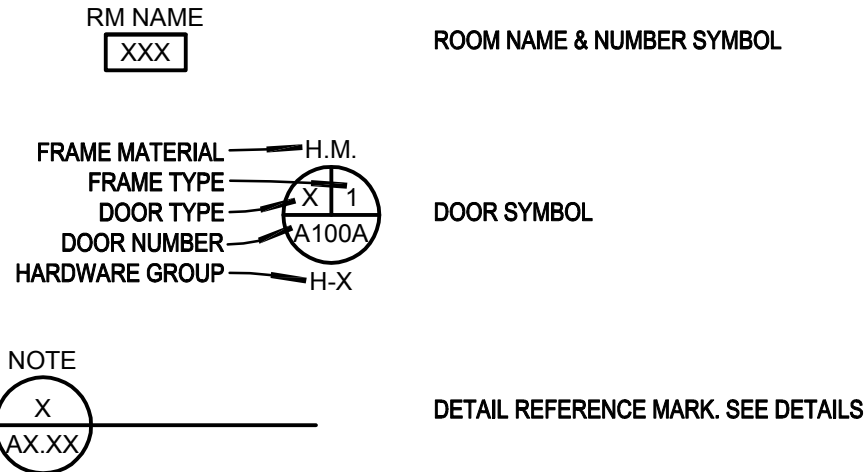 RM NAME
XXX
ROOM NAME & NUMBER SYMBOL
FRAME MATERIAL
H.M.
FRAME TYPE
DOOR TYPE
X 1
DOOR SYMBOL
DOOR NUMBER
A100A
HARDWARE GROUP
H-X
NOTE
X
AX.XX
DETAIL REFERENCE MARK. SEE DETAILS